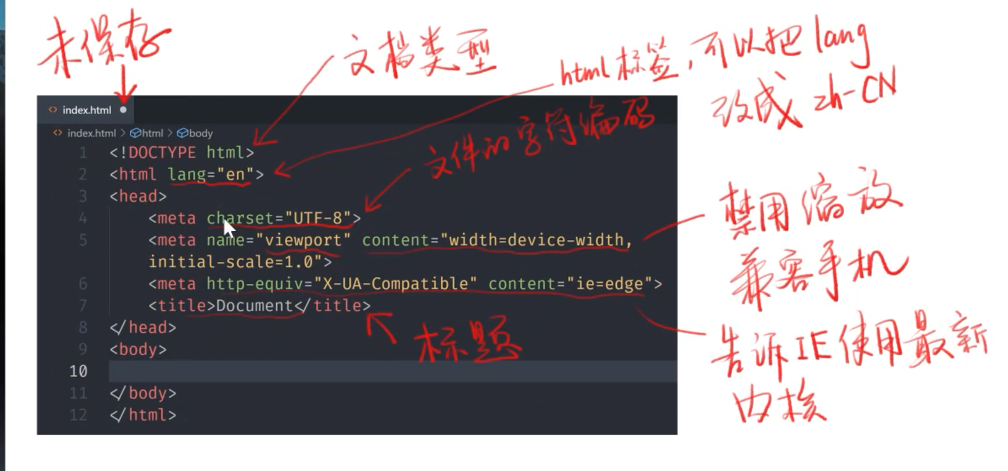 未保存
文档类型
html标签,可以把lang
改成 zh-CN
index.html
index.html > html > body
1 <!DOCTYPE html>
2 <html lang="en">
文件的字符编码
3 <head>
4 <meta charset="UTF-8">
5 <meta name="viewport" content="width=device-width,
initial-scale=1.0">
禁用缩放
兼容手机
6 <meta http-equiv="X-UA-Compatible" content="ie=edge">
7 <title>Document</title>
标题
告诉IE使用最新
内核
8 </head>
9 <body>
10
11 </body>
12 </html>